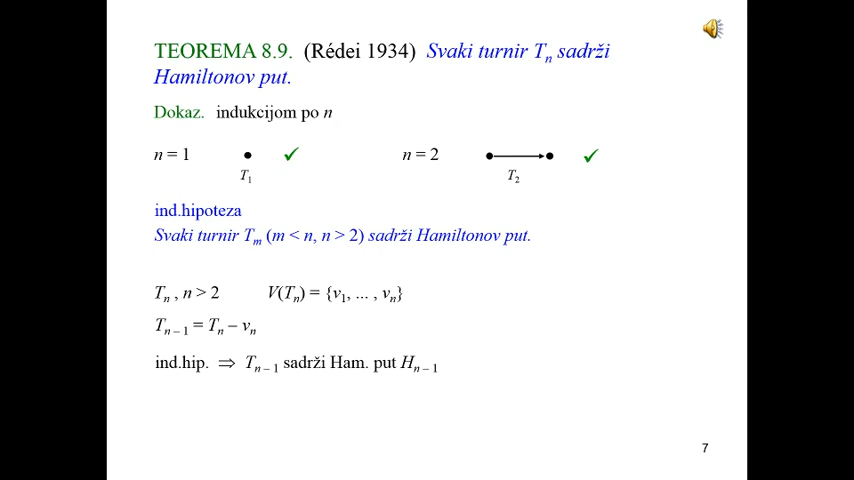 TEOREMA 8.9. (Rédei 1934) Svaki turnir Tn sadrži
Hamiltonov put.
Dokaz. indukcijom po n
n = 1 ✓ n = 2 ✓
T1 T2
ind.hipoteza
Svaki turnir Tm (m < n, n > 2) sadrži Hamiltonov put.
Tn , n > 2 V(Tn) = {v1, ... , vn}
Tn – 1 = Tn – vn
ind.hip. ⇒ Tn – 1 sadrži Ham. put Hn – 1
7